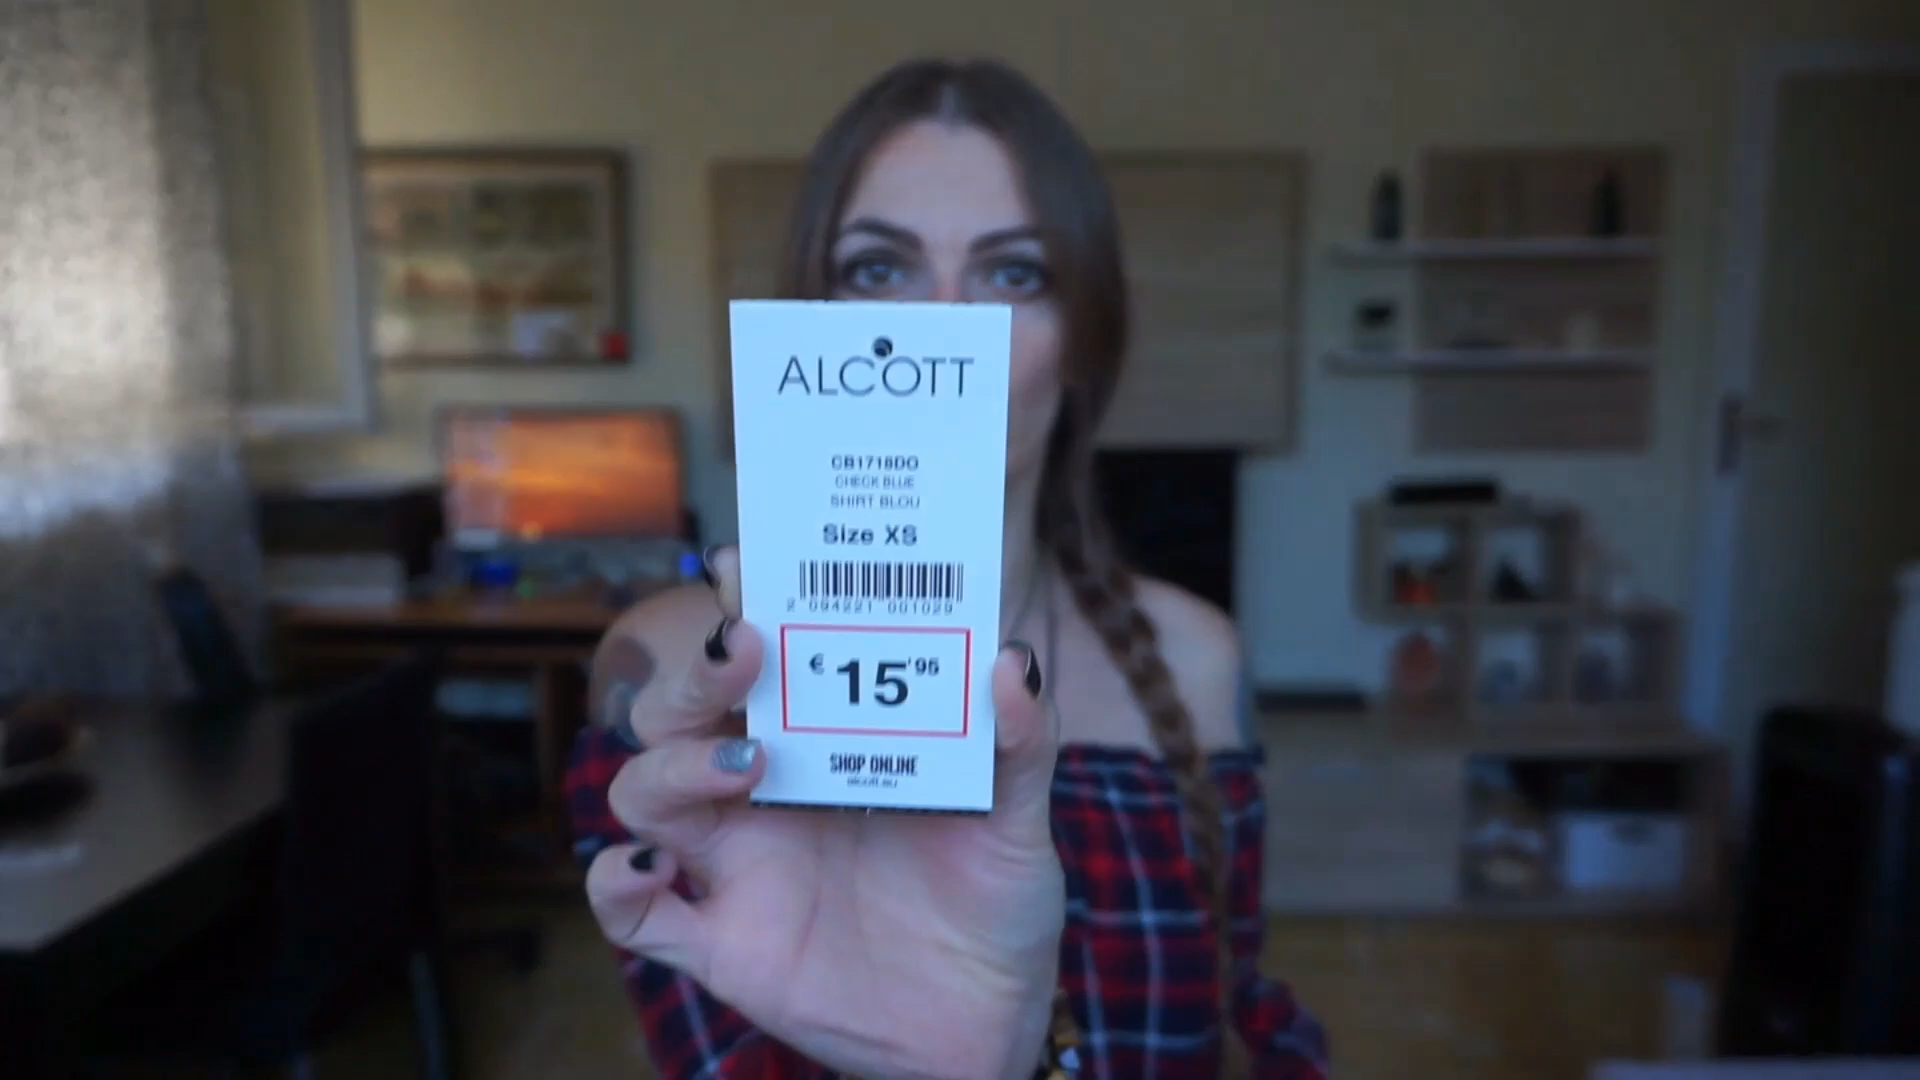 ALCOTT
CB1718DO
CHECK BLUE
SHIRT BLOU
Size XS
2 094221 001029
€ 15'95
SHOP ONLINE
alcott.eu